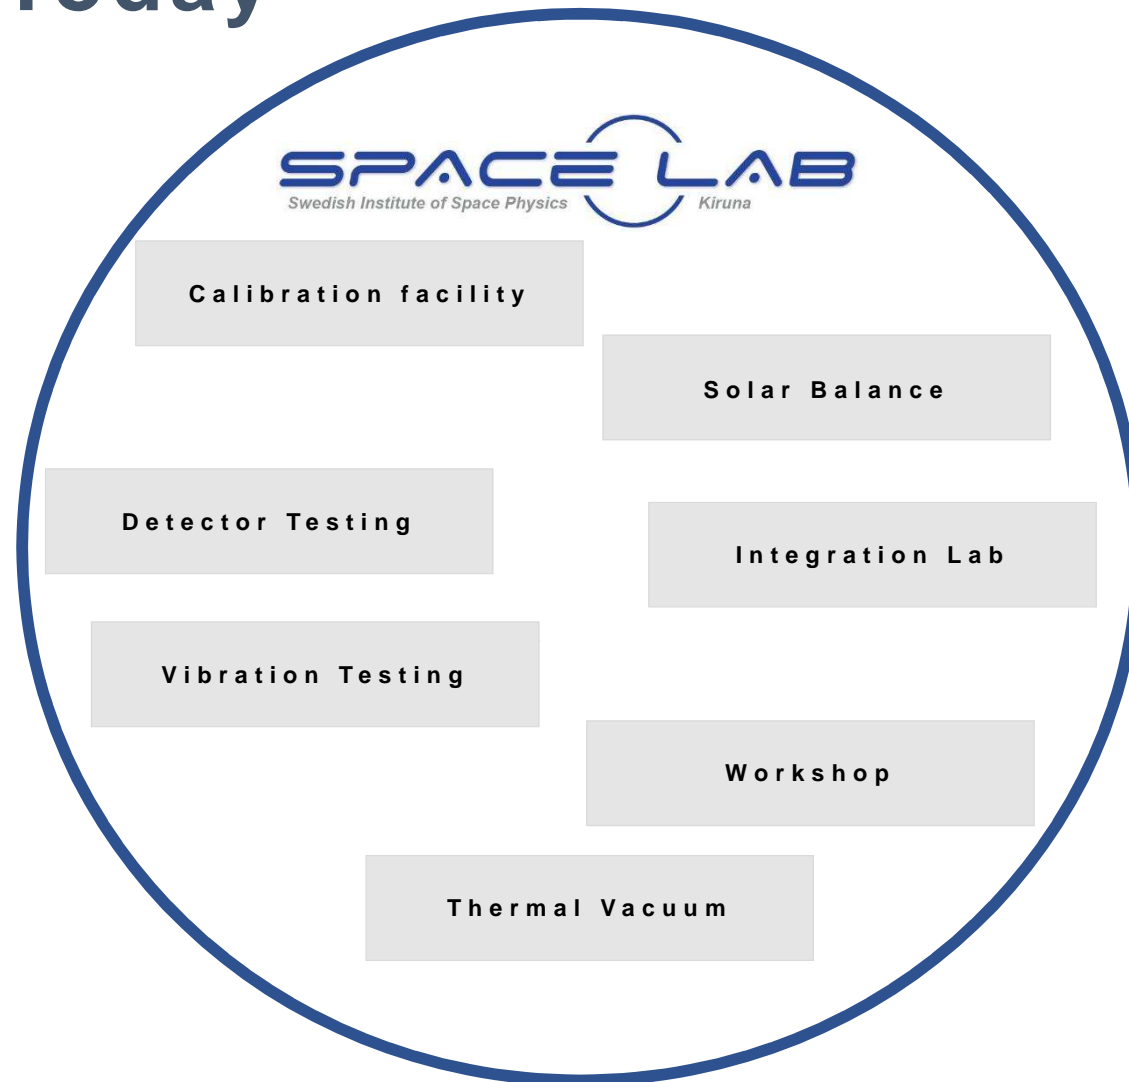 Today
SPACE LAB
Swedish Institute of Space Physics Kiruna
Calibration facility
Solar Balance
Detector Testing
Integration Lab
Vibration Testing
Workshop
Thermal Vacuum